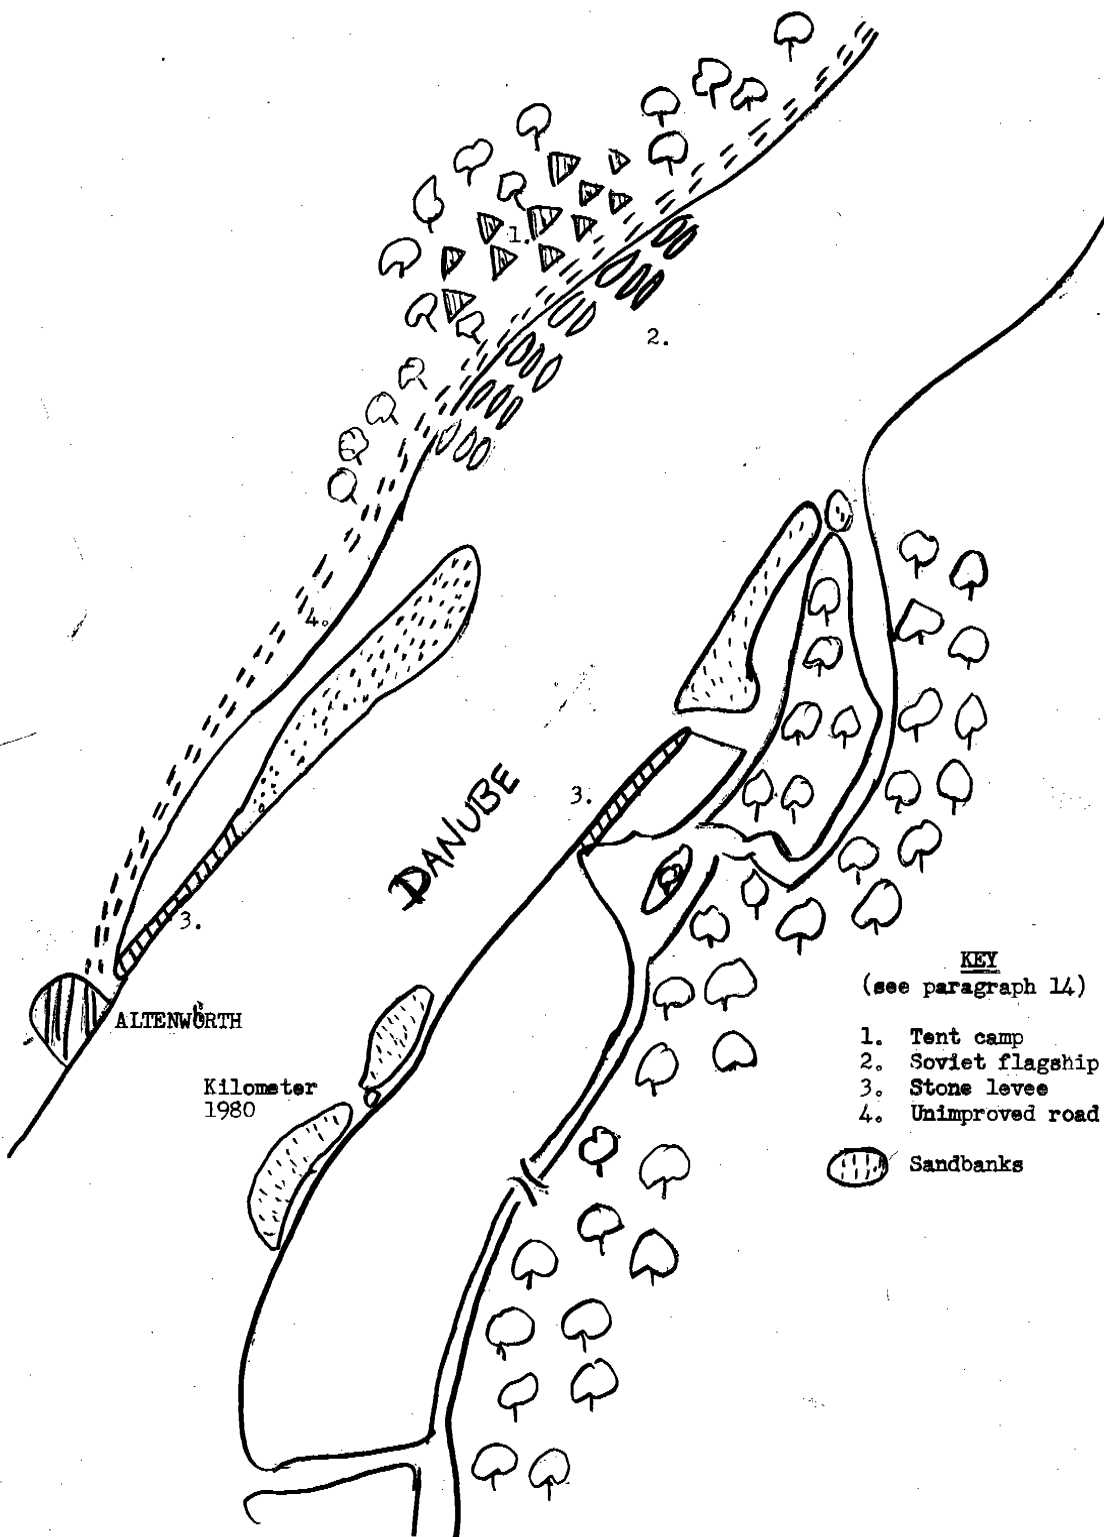 1.
2.
4.
3.
DANUBE
3.
ALTENWÖRTH
Kilometer
1980
KEY
(see paragraph 14)
1. Tent camp
2. Soviet flagship
3. Stone levee
4. Unimproved road
Sandbanks